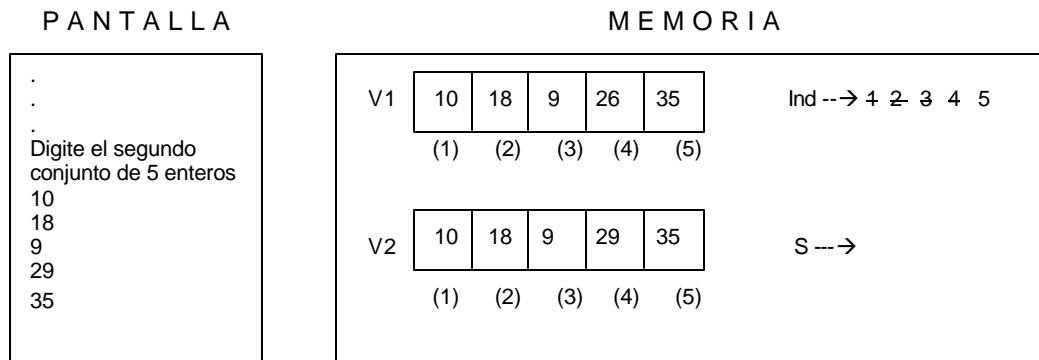 P A N T A L L A
M E M O R I A
.
.
.
Digite el segundo
conjunto de 5 enteros
10
18
9
29
35
V1 10 18 9 26 35 Ind --→ 1 2 3 4 5
(1) (2) (3) (4) (5)
V2 10 18 9 29 35 S ---→
(1) (2) (3) (4) (5)